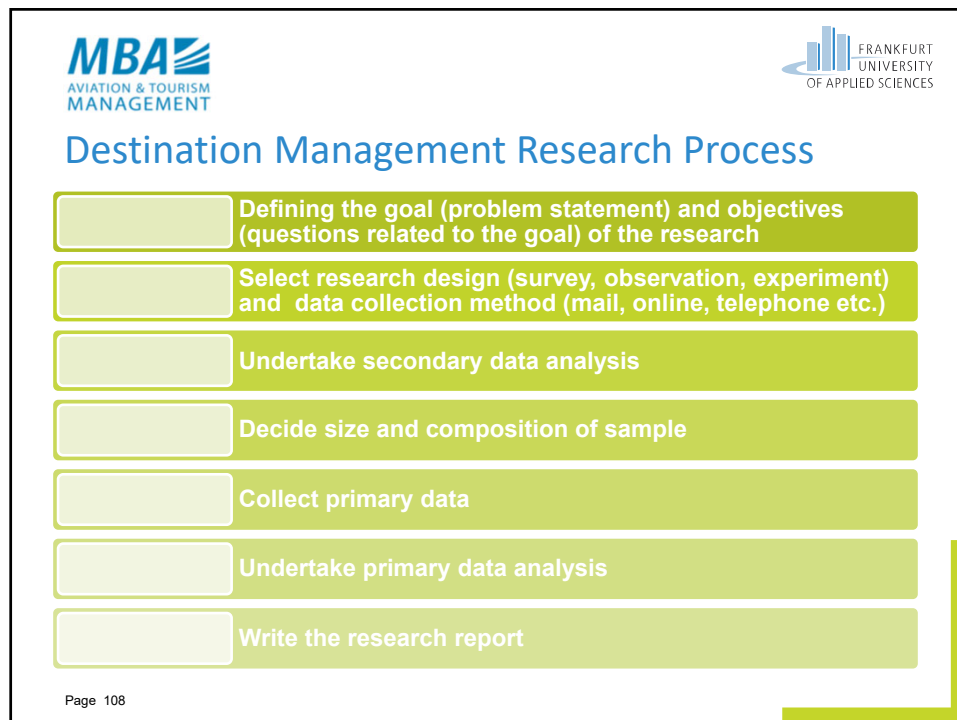 MBA
AVIATION & TOURISM
MANAGEMENT
FRANKFURT
UNIVERSITY
OF APPLIED SCIENCES
Destination Management Research Process
Defining the goal (problem statement) and objectives
(questions related to the goal) of the research
Select research design (survey, observation, experiment)
and  data collection method (mail, online, telephone etc.)
Undertake secondary data analysis
Decide size and composition of sample
Collect primary data
Undertake primary data analysis
Write the research report
Page  108